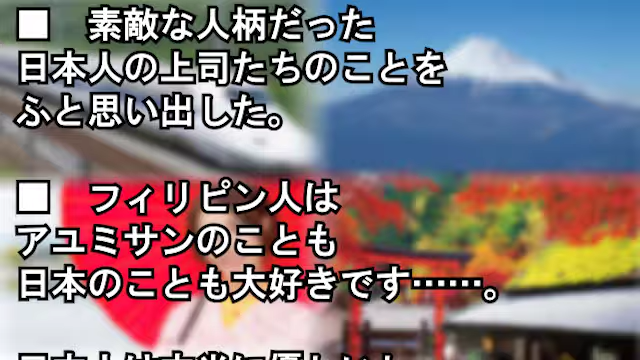 ■　素敵な人柄だった
日本人の上司たちのことを
ふと思い出した。
■　フィリピン人は
アユミサンのことも
日本のことも大好きです……。